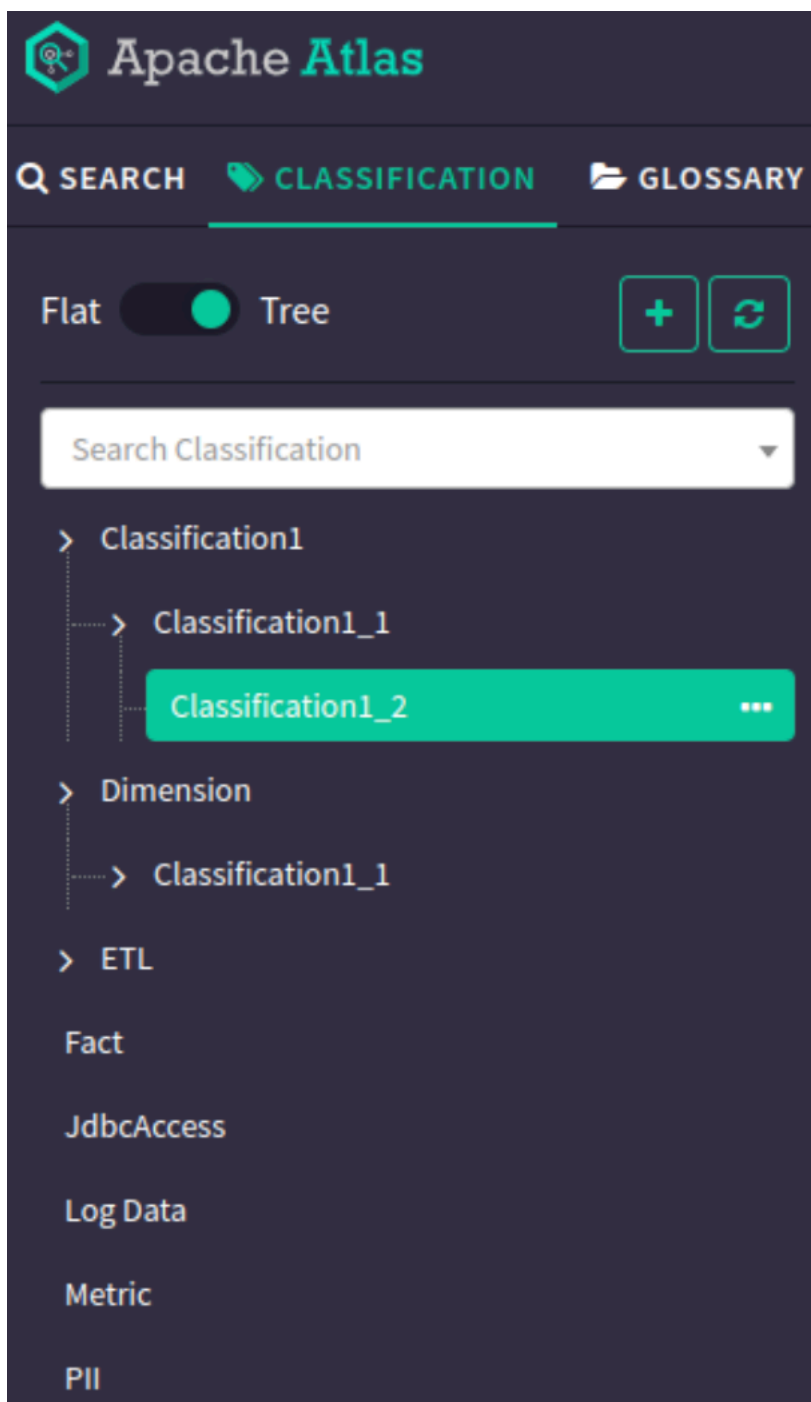 Apache Atlas
SEARCH CLASSIFICATION GLOSSARY
Flat Tree
Search Classification
Classification1
Classification1_1
Classification1_2
Dimension
Classification1_1
ETL
Fact
JdbcAccess
Log Data
Metric
PII